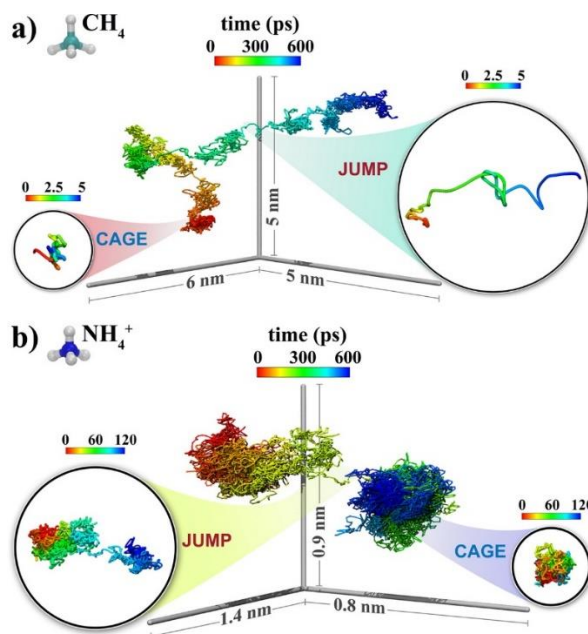 a) CH4
time (ps)
0 300 600
0 2.5 5
JUMP
0 2.5 5
CAGE
5 nm
6 nm
5 nm
b) NH4+
time (ps)
0 300 600
0 60 120
0 60 120
JUMP
CAGE
0.9 nm
1.4 nm
0.8 nm